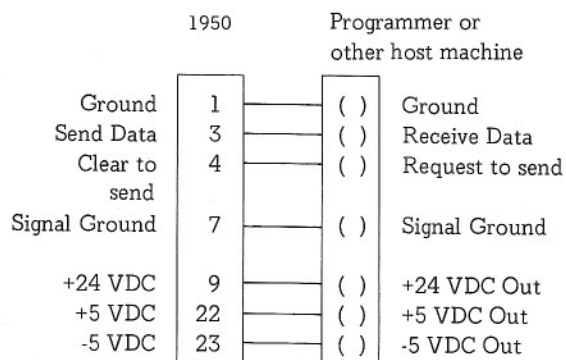 1950 Programmer or
other host machine
Ground 1 ( ) Ground
Send Data 3 ( ) Receive Data
Clear to 4 ( ) Request to send
send
Signal Ground 7 ( ) Signal Ground
+24 VDC 9 ( ) +24 VDC Out
+5 VDC 22 ( ) +5 VDC Out
-5 VDC 23 ( ) -5 VDC Out